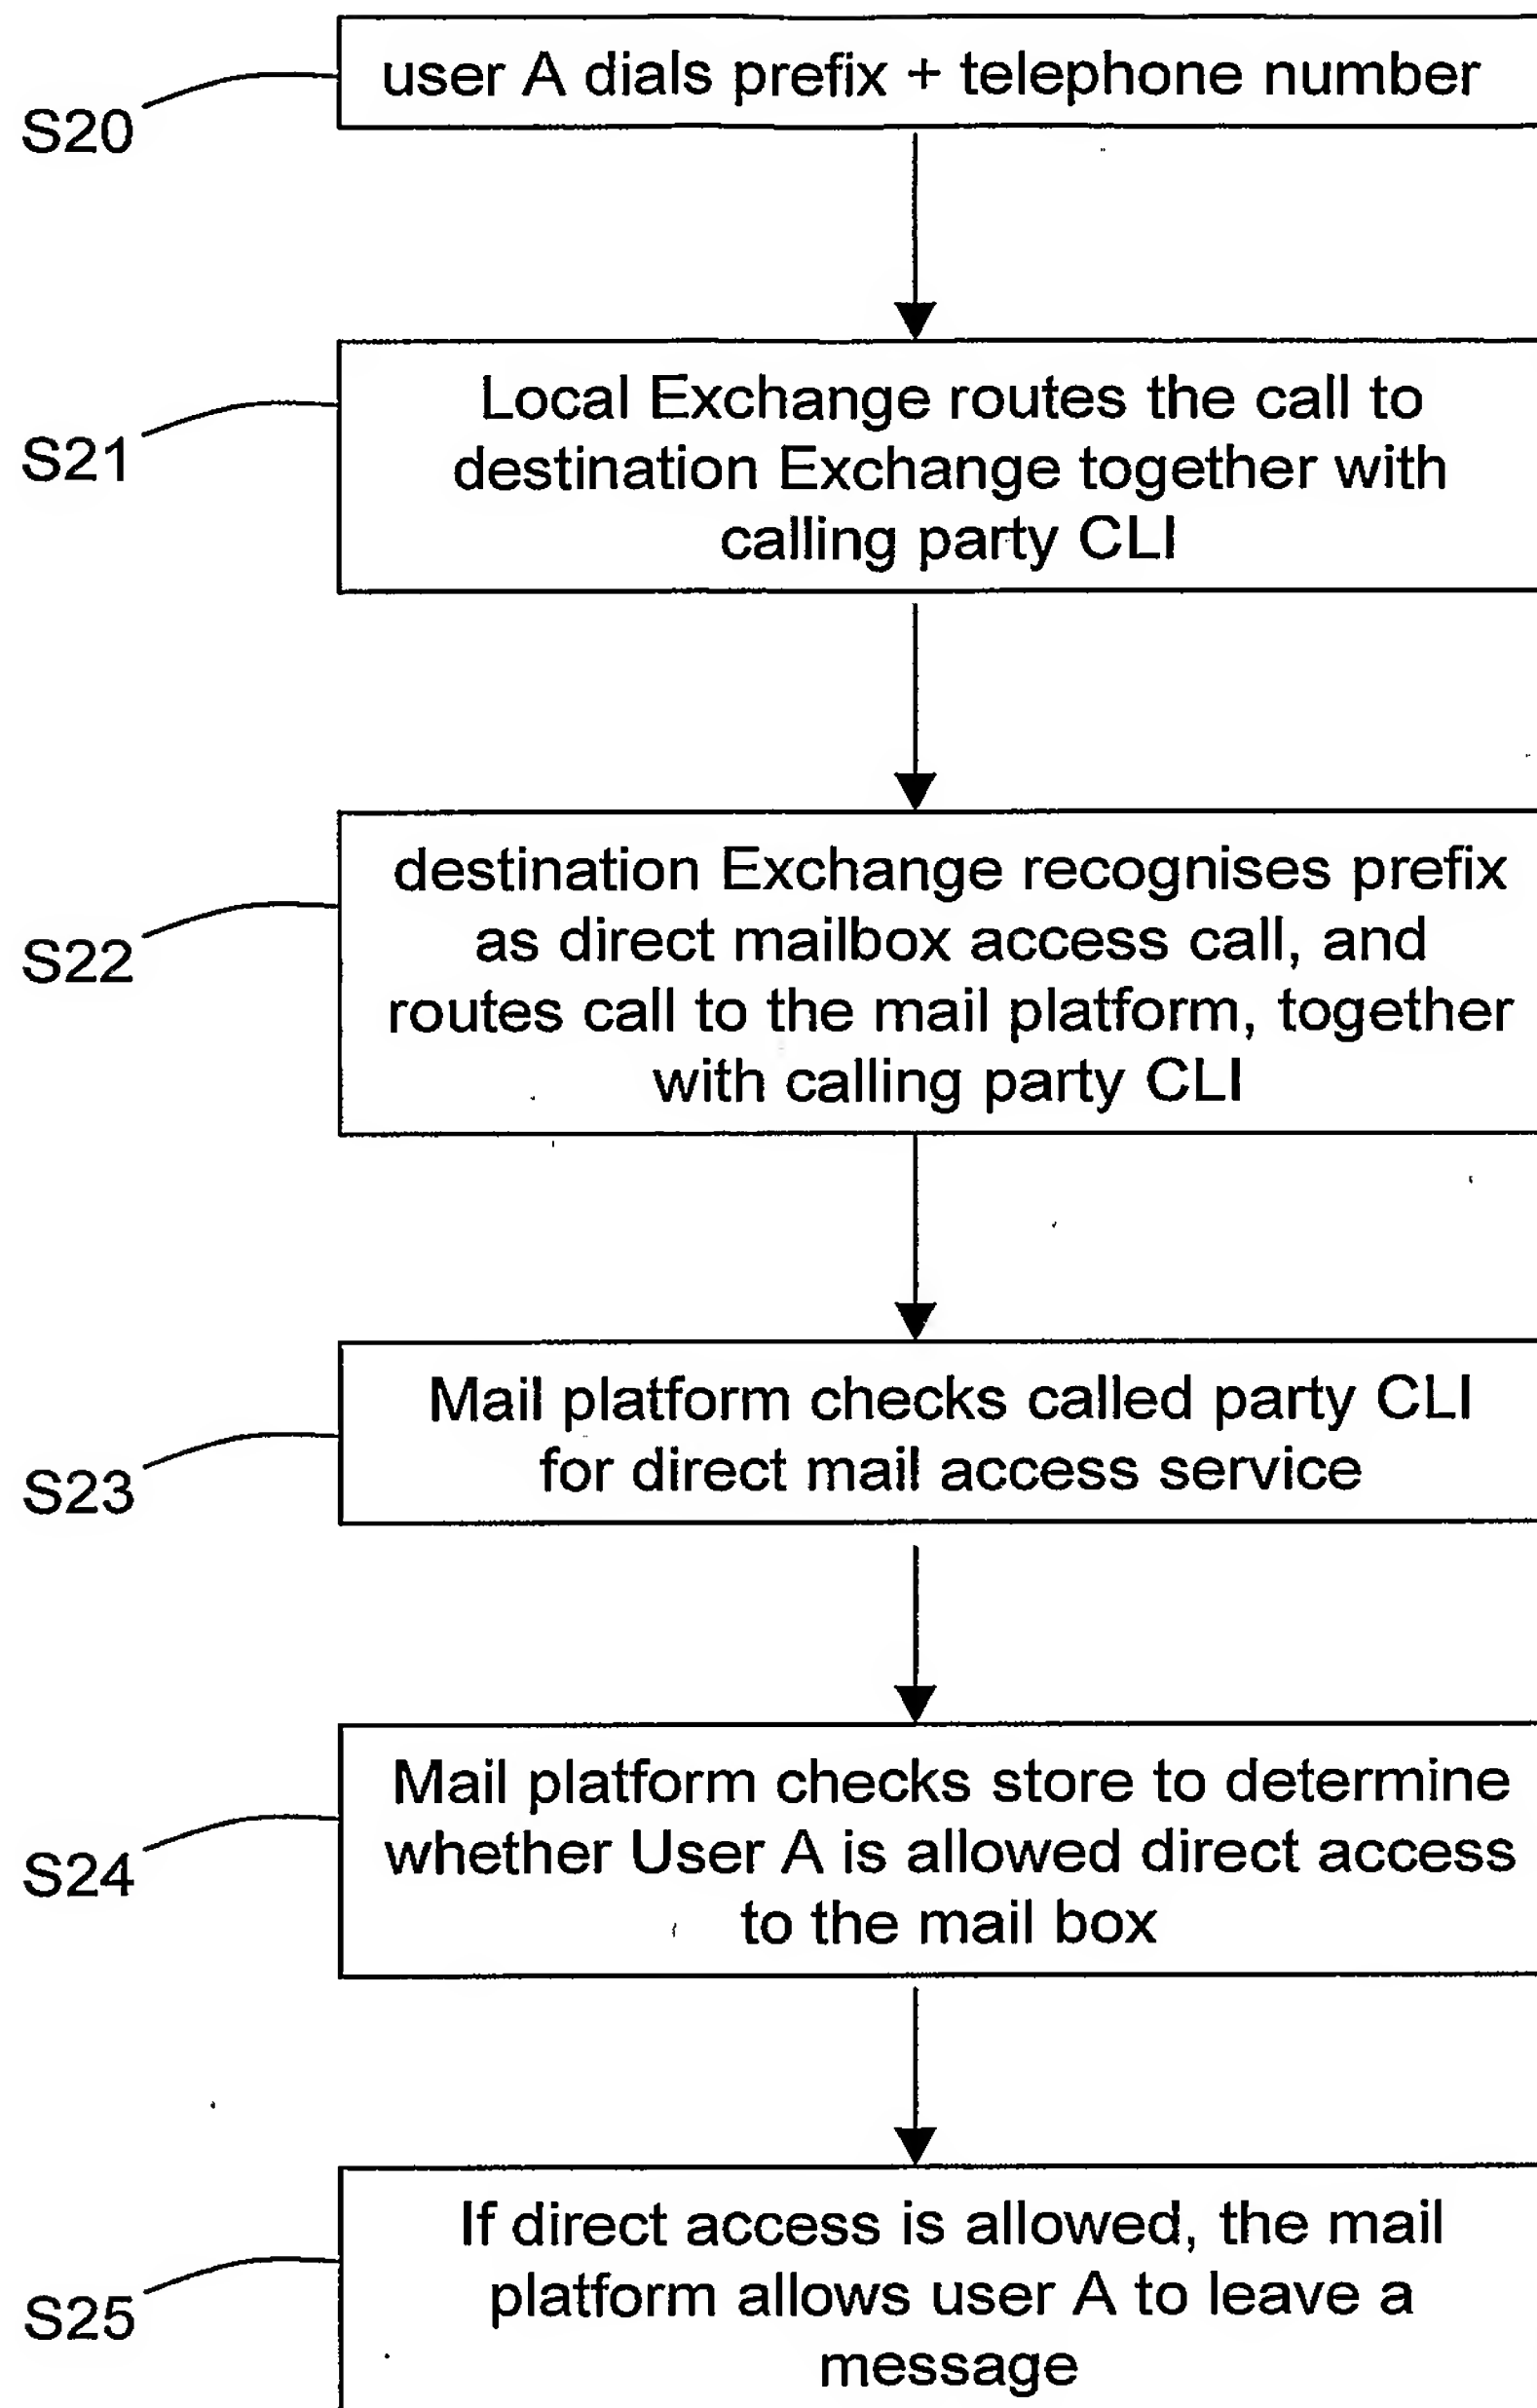 user A dials prefix + telephone number
S20
Local Exchange routes the call to
destination Exchange together with
calling party CLI
S21
destination Exchange recognises prefix
as direct mailbox access call, and
routes call to the mail platform, together
with calling party CLI
S22
Mail platform checks called party CLI
for direct mail access service
S23
Mail platform checks store to determine
whether User A is allowed direct access
to the mail box
S24
If direct access is allowed, the mail
platform allows user A to leave a
message
S25